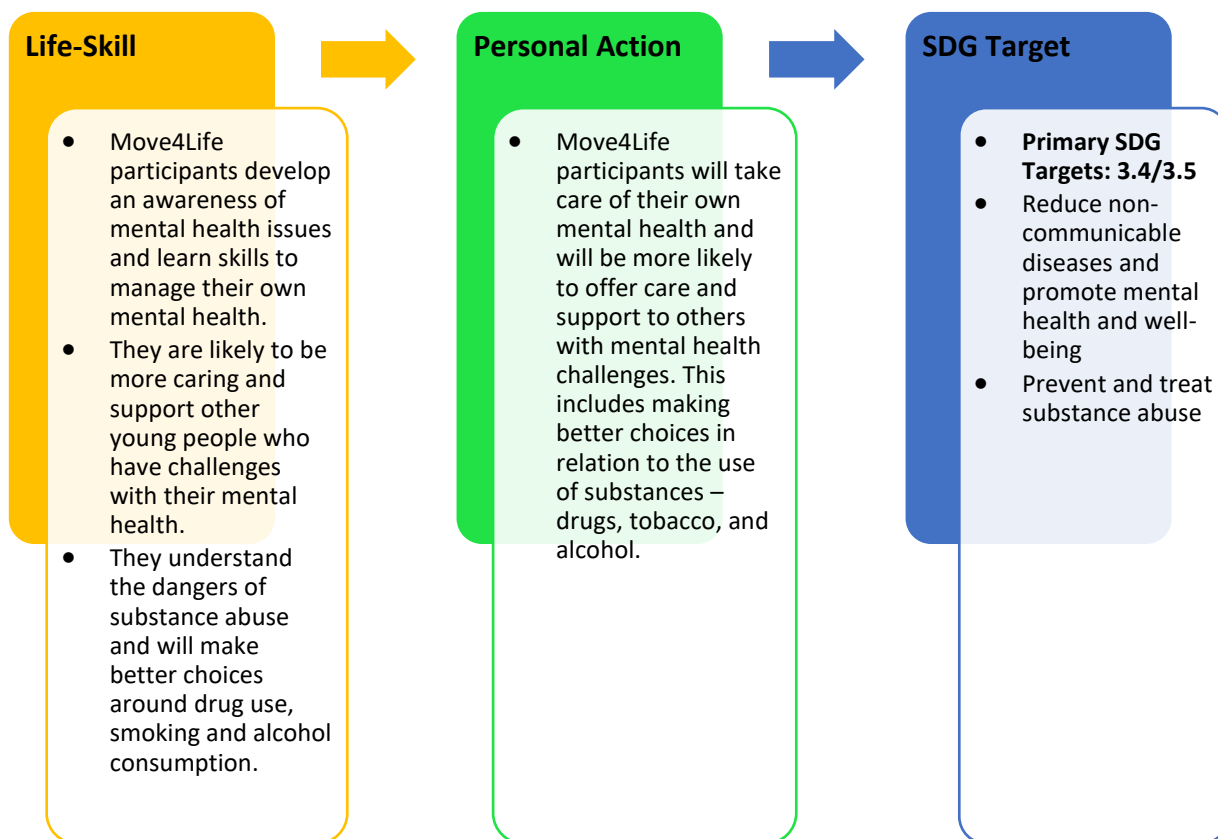 Life-Skill
• Move4Life
participants develop
an awareness of
mental health issues
and learn skills to
manage their own
mental health.
• They are likely to be
more caring and
support other
young people who
have challenges
with their mental
health.
• They understand
the dangers of
substance abuse
and will make
better choices
around drug use,
smoking and alcohol
consumption.
Personal Action
• Move4Life
participants will take
care of their own
mental health and
will be more likely
to offer care and
support to others
with mental health
challenges. This
includes making
better choices in
relation to the use
of substances –
drugs, tobacco, and
alcohol.
SDG Target
• Primary SDG
Targets: 3.4/3.5
• Reduce non-
communicable
diseases and
promote mental
health and well-
being
• Prevent and treat
substance abuse